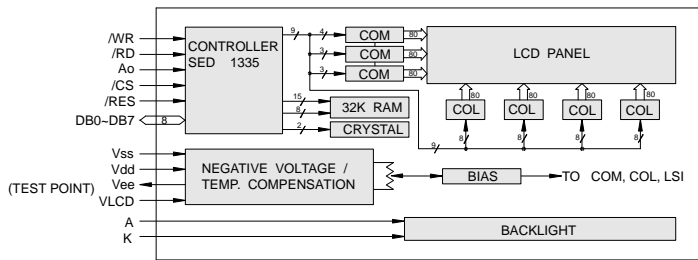 /WR
/RD
Ao
/CS
/RES
DB0~DB7
8
CONTROLLER
SED 1335
9
4
COM
80
3
COM
80
3
COM
80
LCD PANEL
80
80
80
80
COL
COL
COL
COL
15
8
32K RAM
2
CRYSTAL
9
8
8
8
8
Vss
Vdd
(TEST POINT)
Vee
VLCD
NEGATIVE VOLTAGE /
TEMP. COMPENSATION
BIAS
TO COM, COL, LSI
A
K
BACKLIGHT